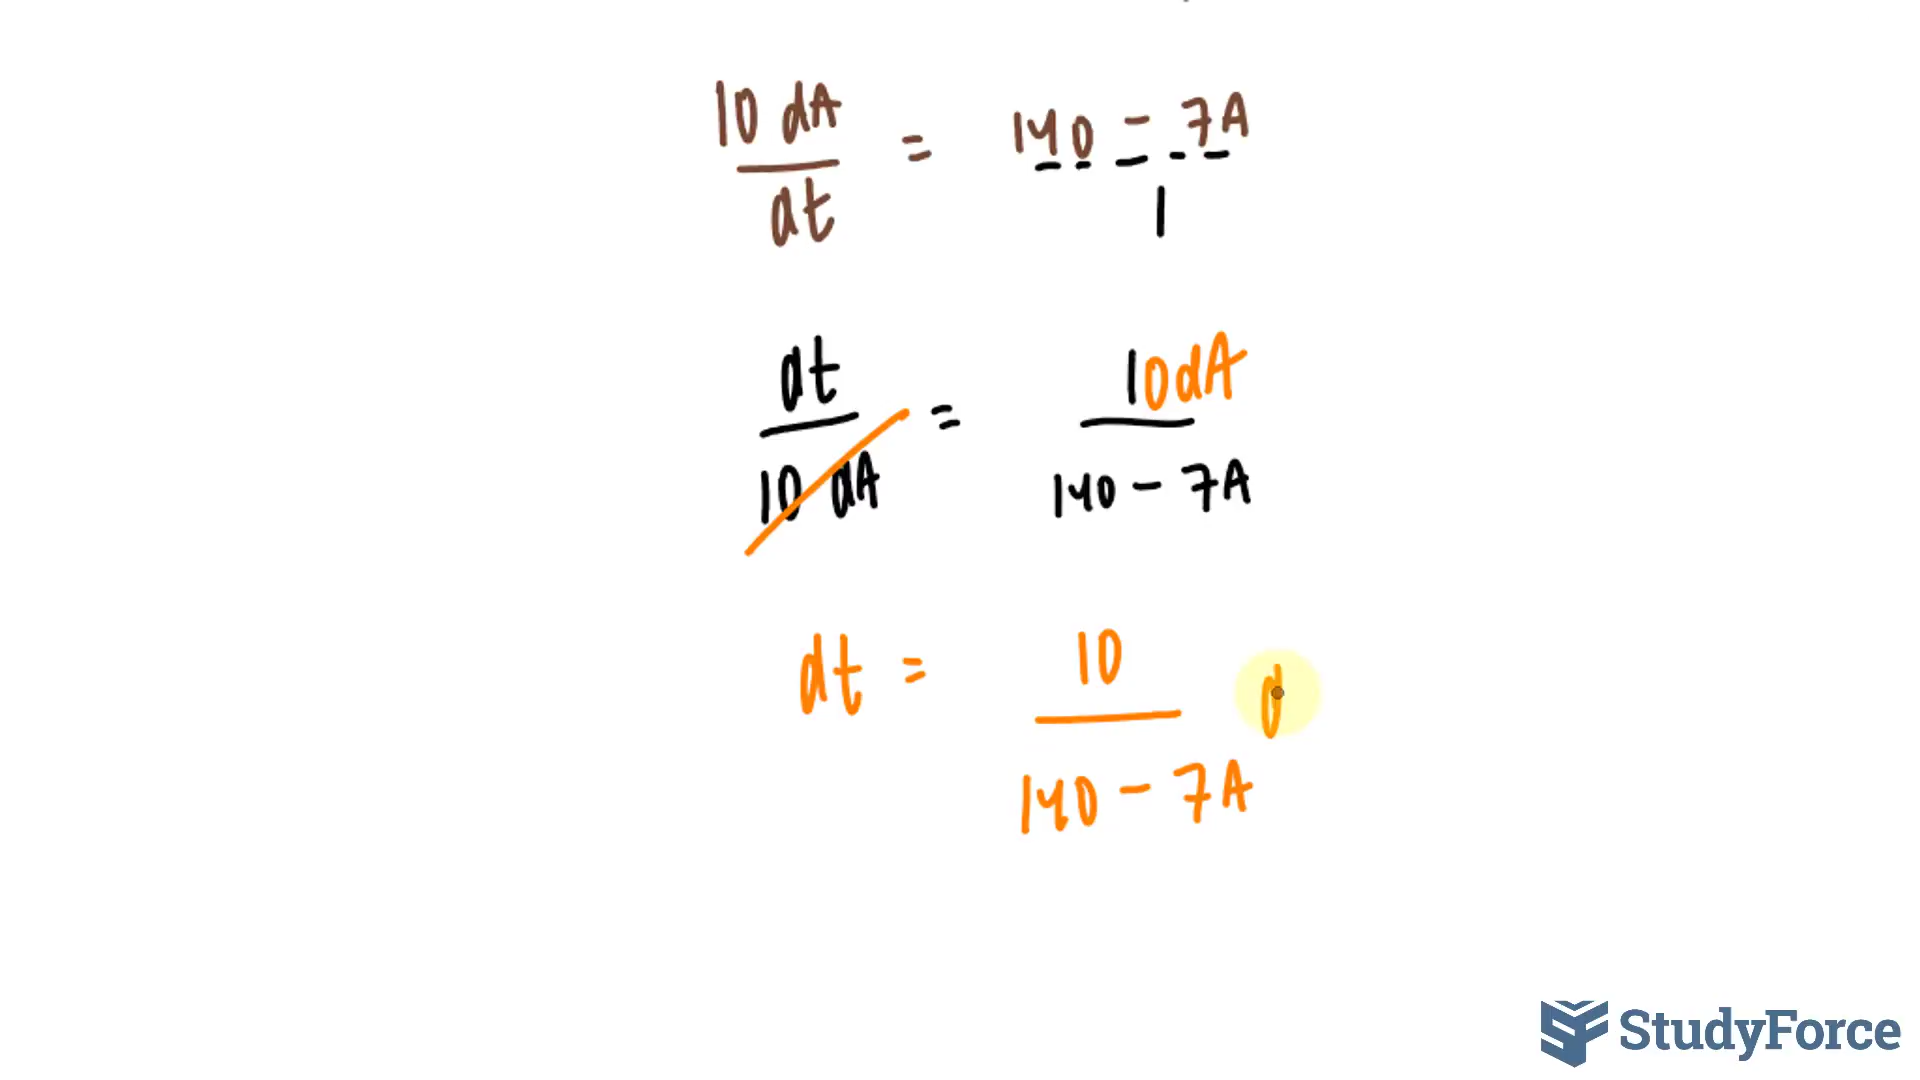 10 dA
dt
= 140 - 7A
1
dt
10 dA
= 10dA
140 - 7A
dt = 10
140 - 7A
d
StudyForce